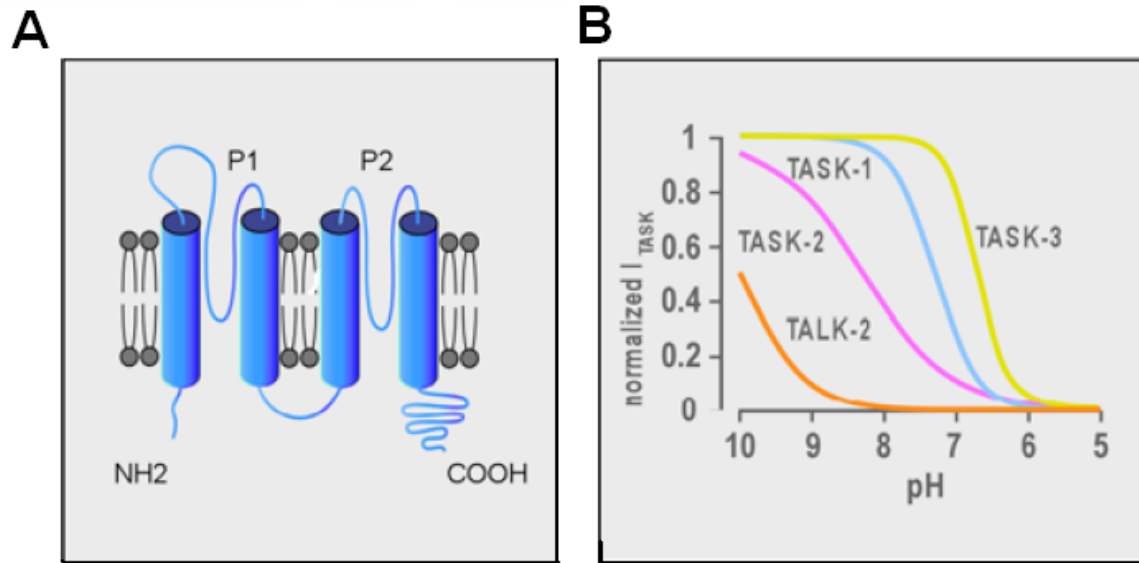 A
P1
P2
NH2
COOH
B
normalized I TASK
1
0.8
0.6
0.4
0.2
0
TASK-1
TASK-2
TASK-3
TALK-2
10 9 8 7 6 5
pH